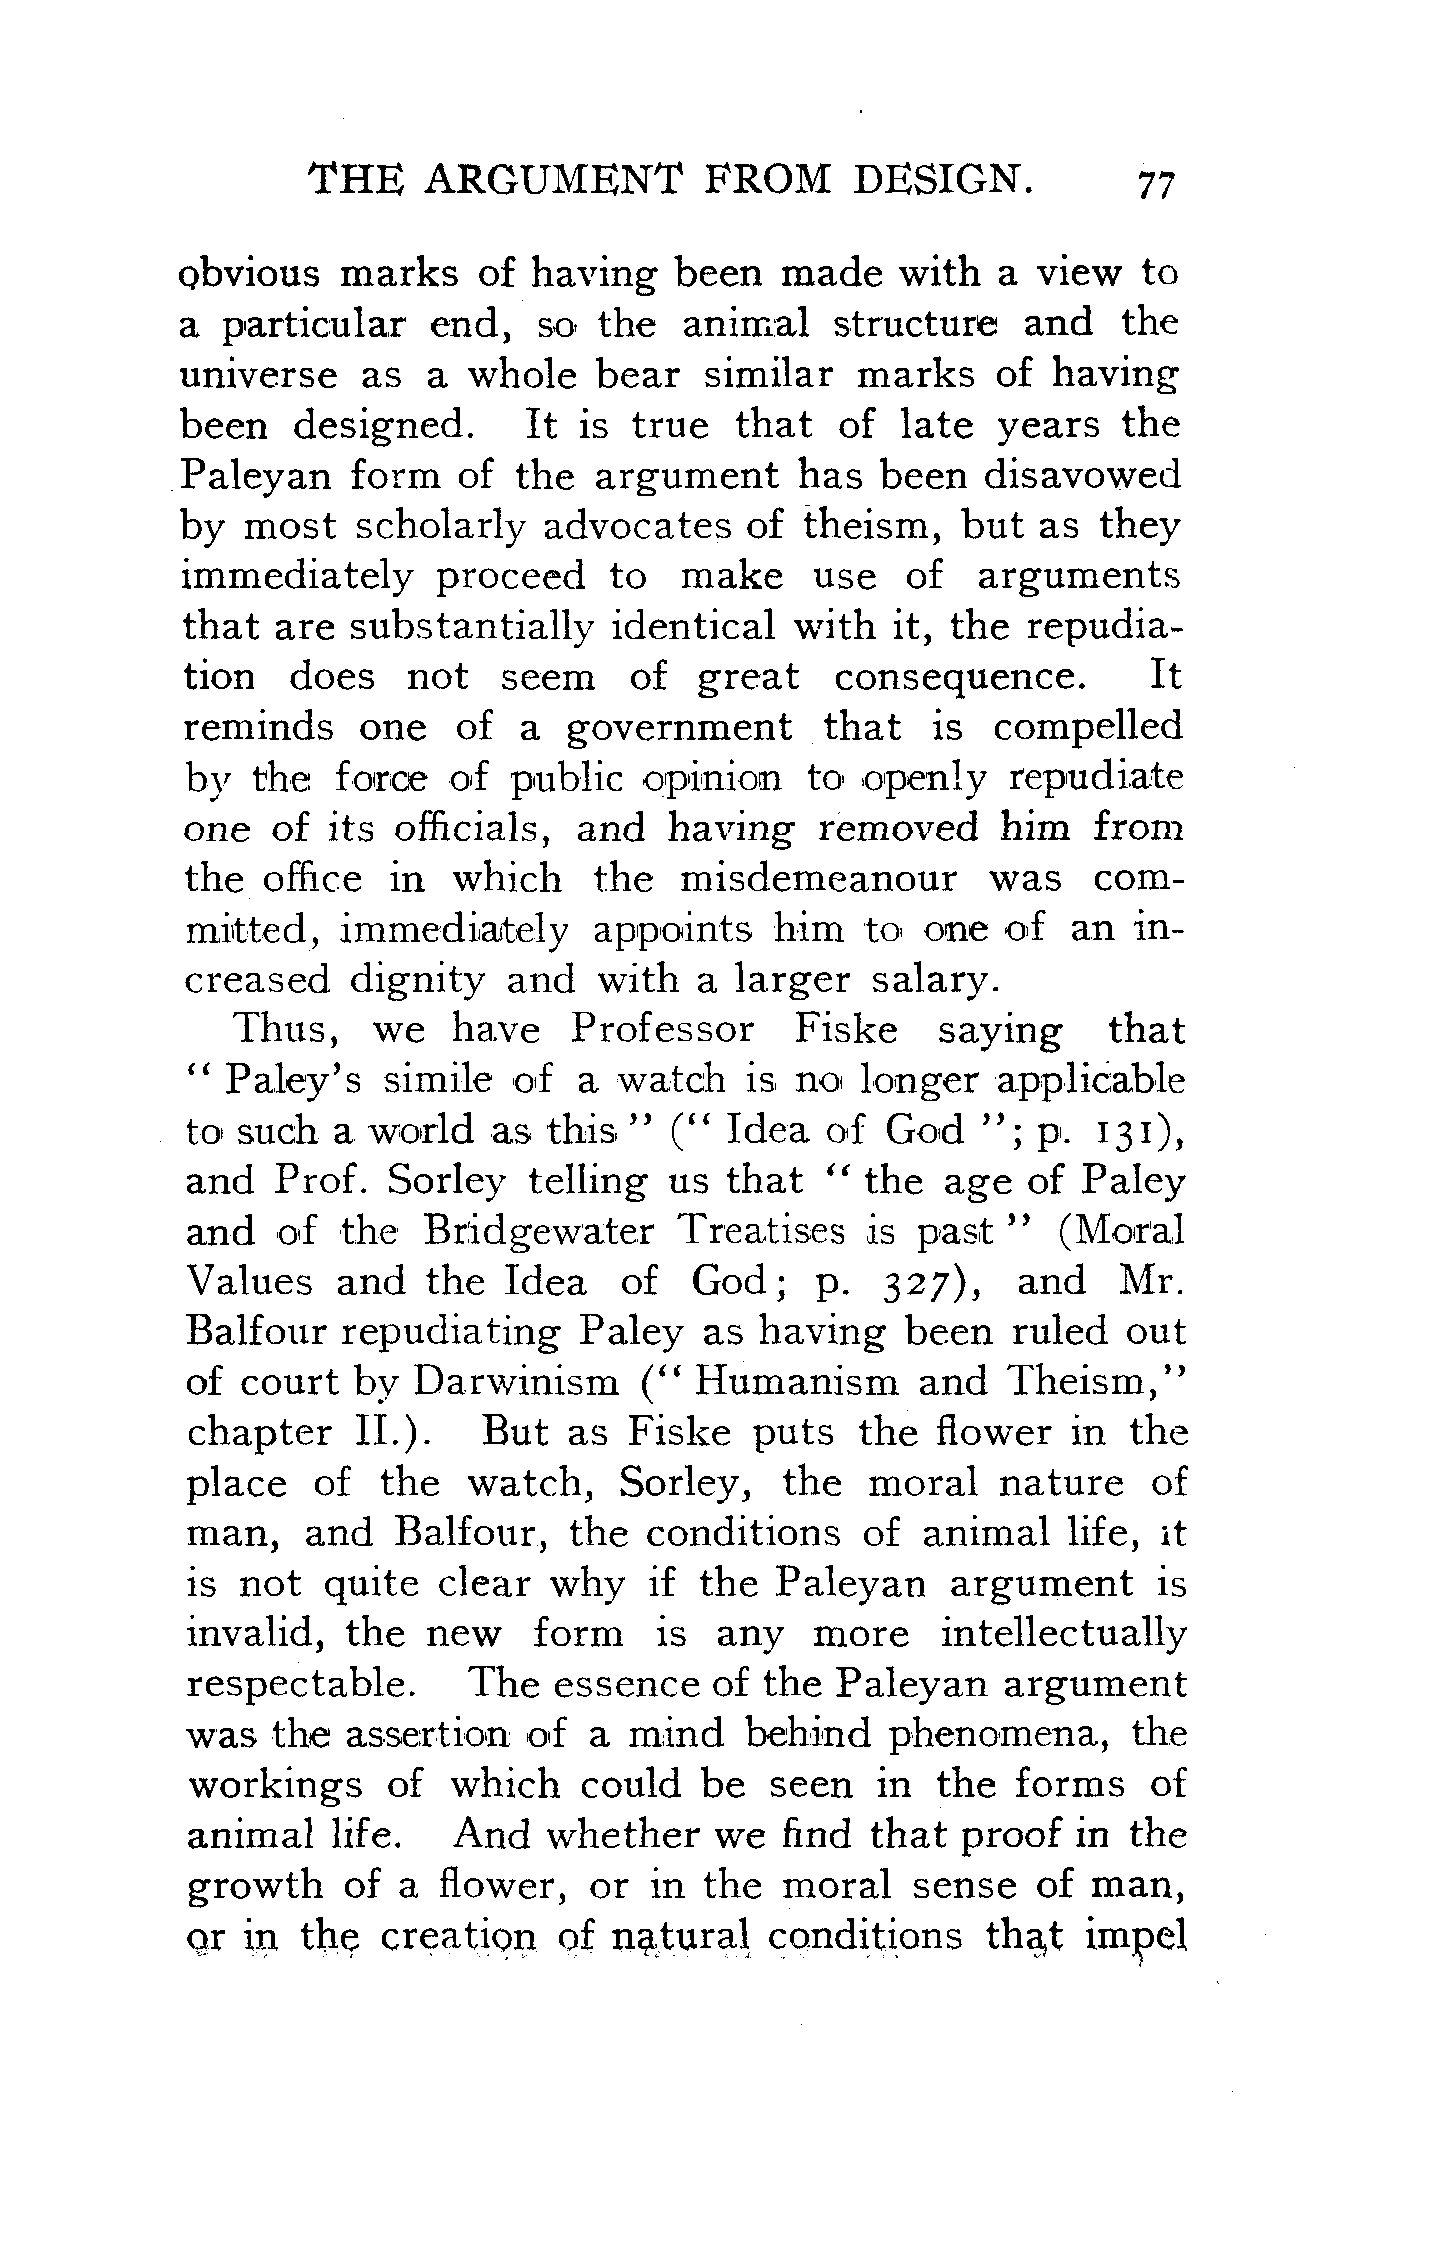 THE ARGUMENT FROM DESIGN. 77
obvious marks of having been made with a view to
a particular end, so the animal structure and the
universe as a whole bear similar marks of having
been designed. It is true that of late years the
Paleyan form of the argument has been disavowed
by most scholarly advocates of theism, but as they
immediately proceed to make use of arguments
that are substantially identical with it, the repudia-
tion does not seem of great consequence. It
reminds one of a government that is compelled
by the force of public opinion to openly repudiate
one of its officials, and having removed him from
the office in which the misdemeanour was com-
mitted, immediately appoints him to one of an in-
creased dignity and with a larger salary.
Thus, we have Professor Fiske saying that
“ Paley’s simile of a watch is no longer applicable
to such a world as this ” (“ Idea of God ”; p. 131),
and Prof. Sorley telling us that “ the age of Paley
and of the Bridgewater Treatises is past ” (Moral
Values and the Idea of God; p. 327), and Mr.
Balfour repudiating Paley as having been ruled out
of court by Darwinism (“ Humanism and Theism,”
chapter II.). But as Fiske puts the flower in the
place of the watch, Sorley, the moral nature of
man, and Balfour, the conditions of animal life, it
is not quite clear why if the Paleyan argument is
invalid, the new form is any more intellectually
respectable. The essence of the Paleyan argument
was the assertion of a mind behind phenomena, the
workings of which could be seen in the forms of
animal life. And whether we find that proof in the
growth of a flower, or in the moral sense of man,
or in the creation of natural conditions that impel